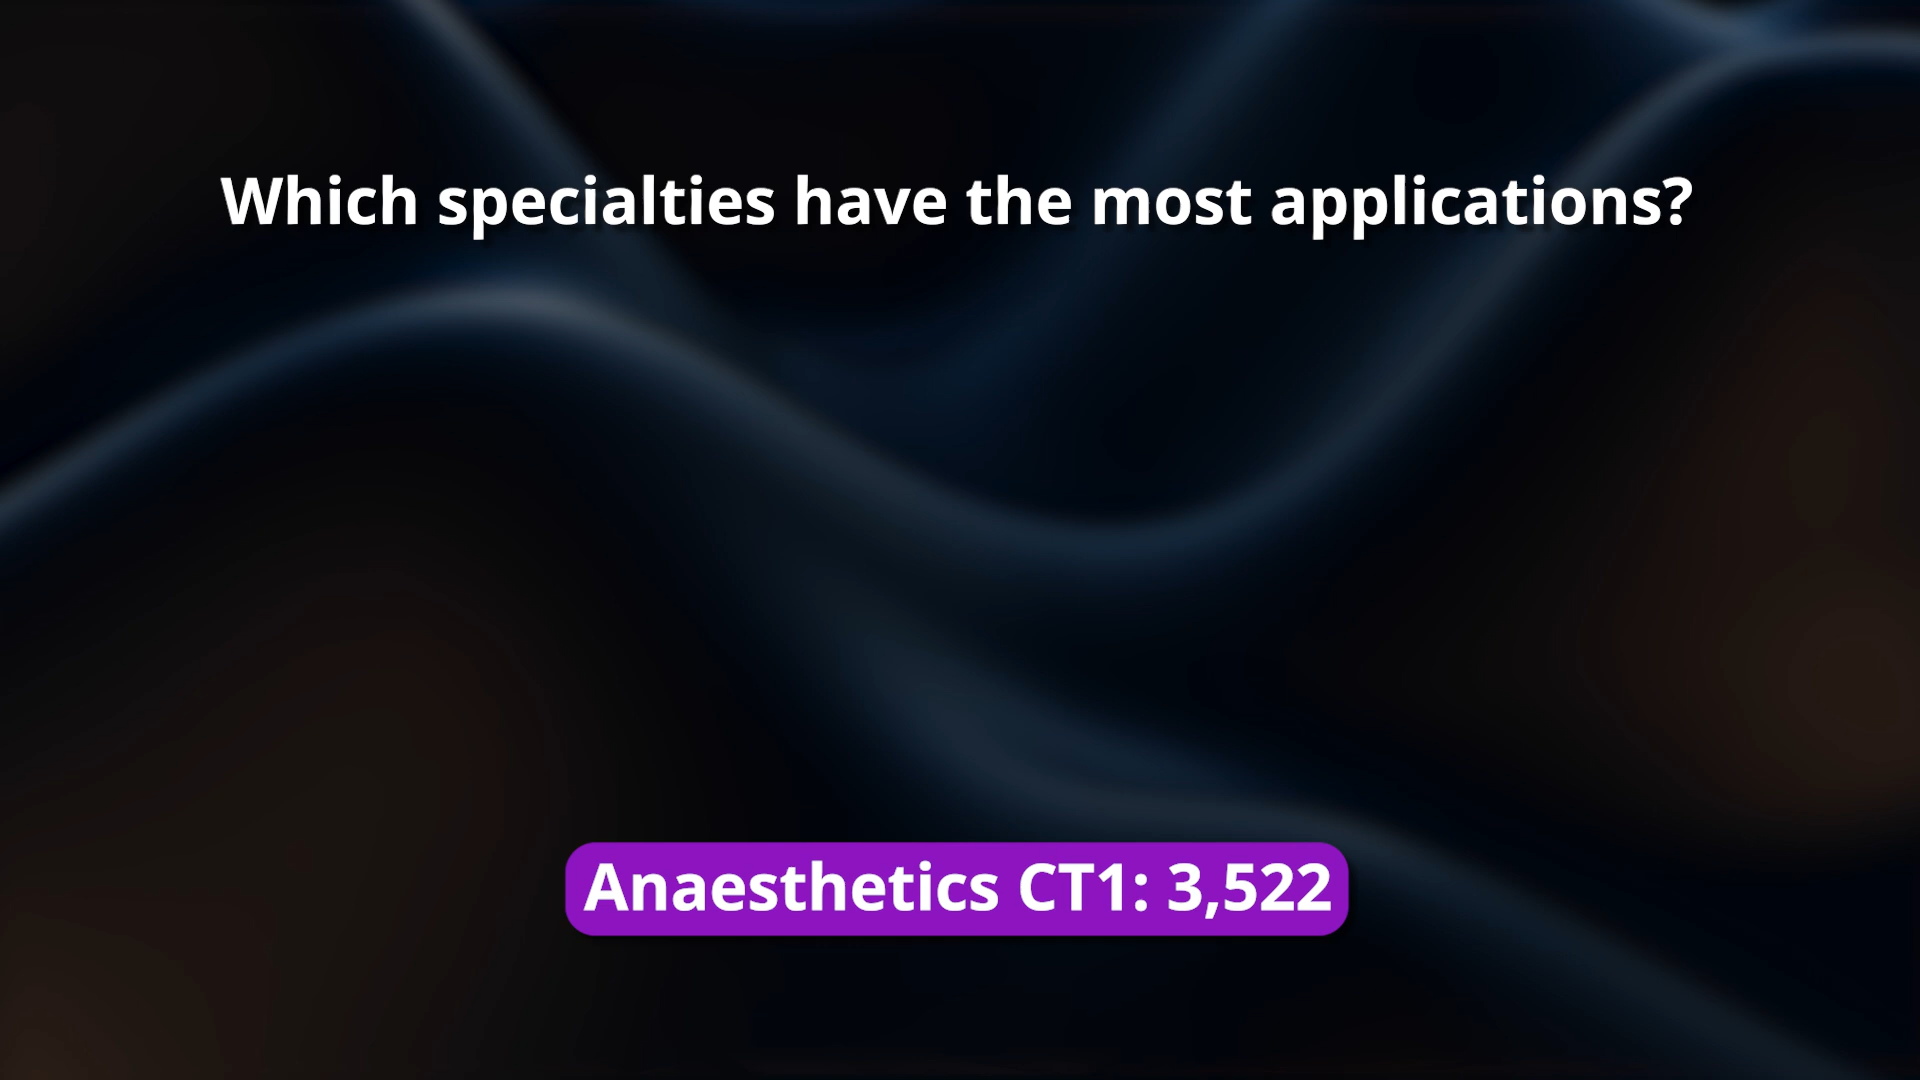 Which specialties have the most applications?
Anaesthetics CT1: 3,522